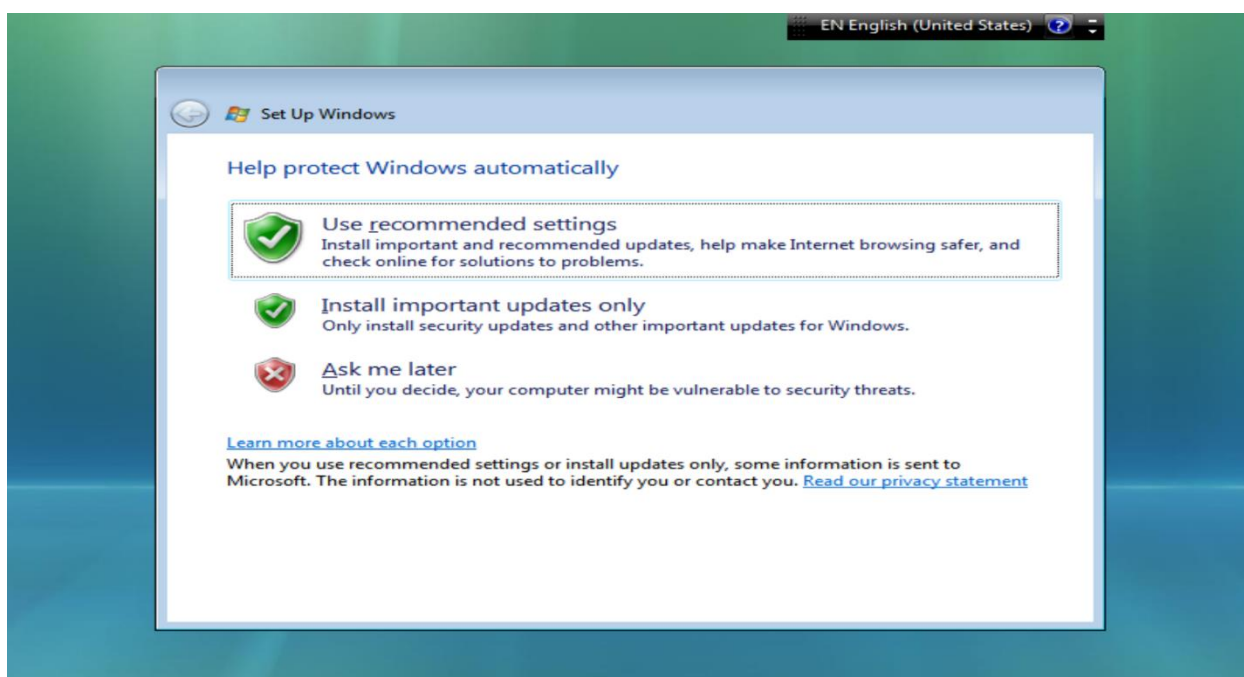 EN English (United States)
Set Up Windows
Help protect Windows automatically
Use recommended settings
Install important and recommended updates, help make Internet browsing safer, and
check online for solutions to problems.
Install important updates only
Only install security updates and other important updates for Windows.
Ask me later
Until you decide, your computer might be vulnerable to security threats.
Learn more about each option
When you use recommended settings or install updates only, some information is sent to
Microsoft. The information is not used to identify you or contact you. Read our privacy statement